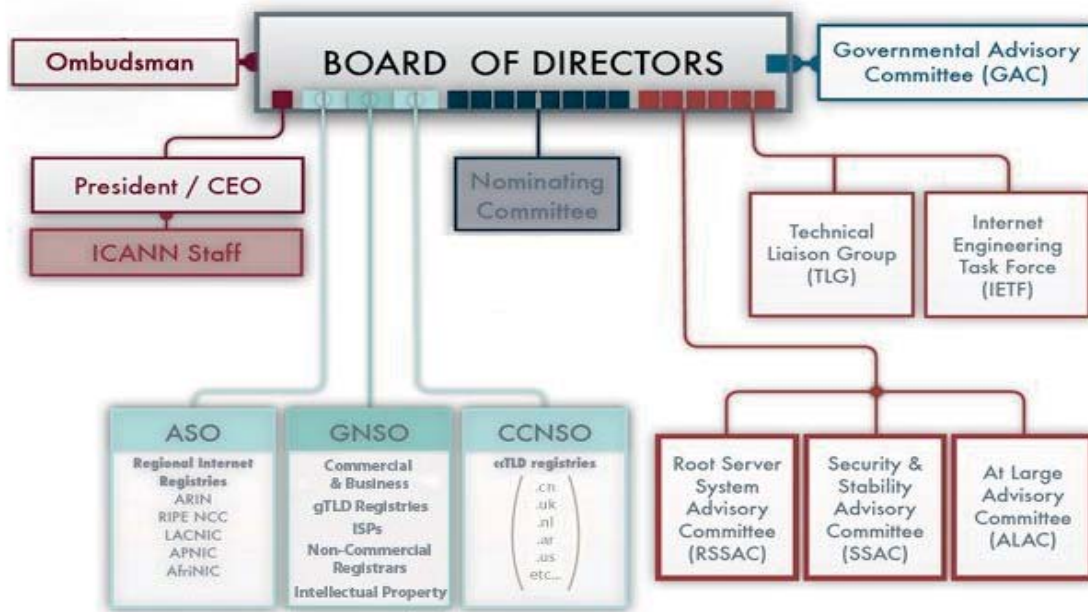 Ombudsman
BOARD OF DIRECTORS
Governmental Advisory
Committee (GAC)
President / CEO
ICANN Staff
Nominating
Committee
Technical
Liaison Group
(TLG)
Internet
Engineering
Task Force
(IETF)
ASO
Regional Internet
Registries
ARIN
RIPE NCC
LACNIC
APNIC
AfriNIC
GNSO
Commercial
& Business
gTLD Registries
ISPs
Non-Commercial
Registrars
Intellectual Property
CCNSO
ccTLD registries
.cn
.uk
.nl
.ar
.us
etc...
Root Server
System
Advisory
Committee
(RSSAC)
Security &
Stability
Advisory
Committee
(SSAC)
At Large
Advisory
Committee
(ALAC)